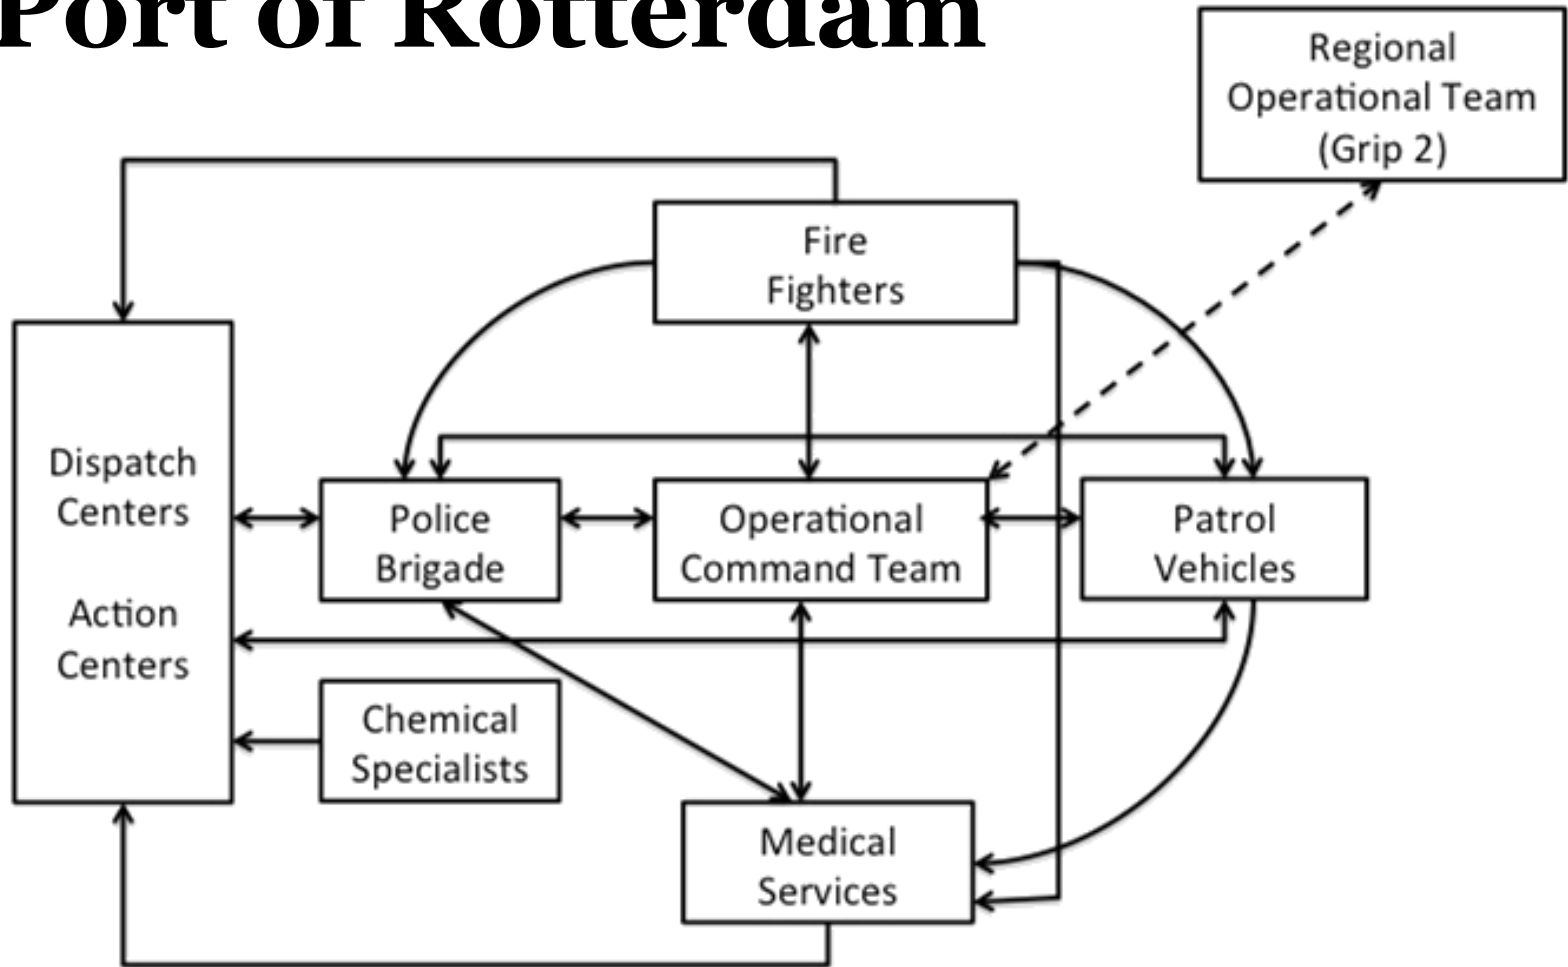 Port of Rotterdam
Regional
Operational Team
(Grip 2)
Fire
Fighters
Dispatch
Centers
Action
Centers
Police
Brigade
Operational
Command Team
Patrol
Vehicles
Chemical
Specialists
Medical
Services